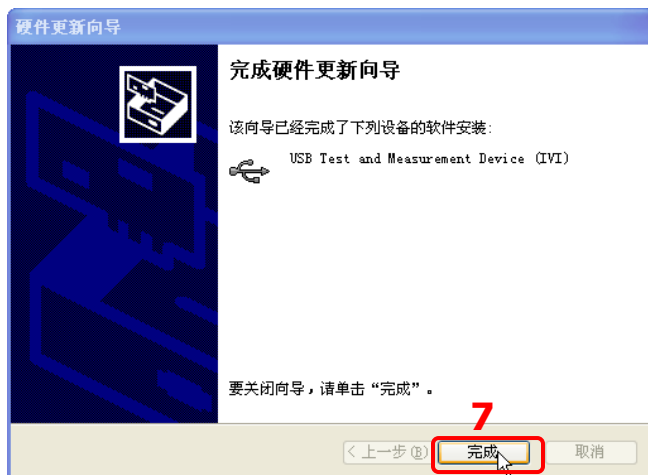 硬件更新向导
完成硬件更新向导
该向导已经完成了下列设备的软件安装:
USB Test and Measurement Device (IVI)
要关闭向导，请单击“完成”。
7
< 上一步(B) 完成 取消